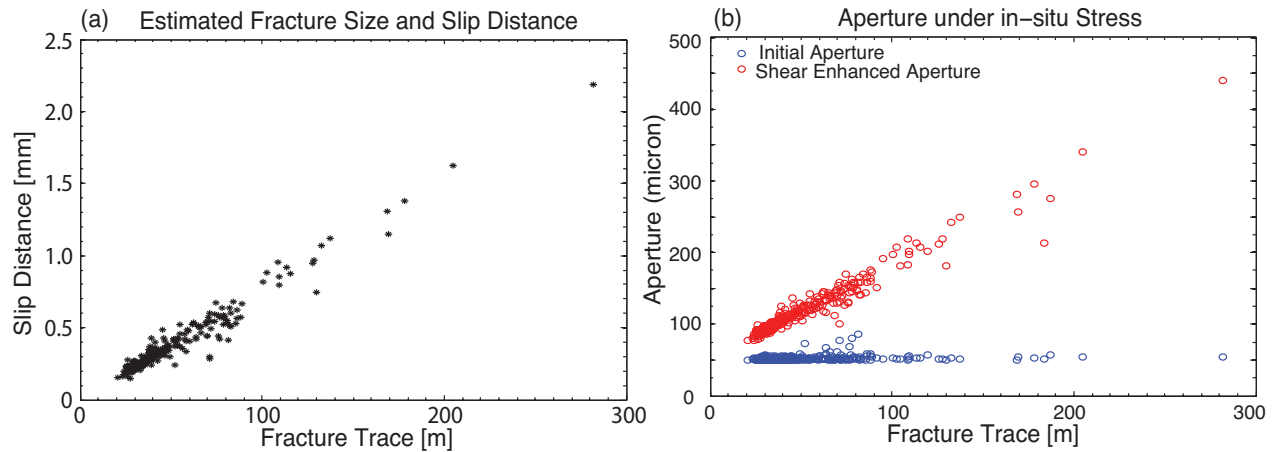 (a) Estimated Fracture Size and Slip Distance
2.5
2.0
1.5
1.0
0.5
0
Slip Distance [mm]
0 100 200 300
Fracture Trace [m]
(b) Aperture under in-situ Stress
500
400
300
200
100
0
Aperture (micron)
Initial Aperture
Shear Enhanced Aperture
0 100 200 300
Fracture Trace [m]